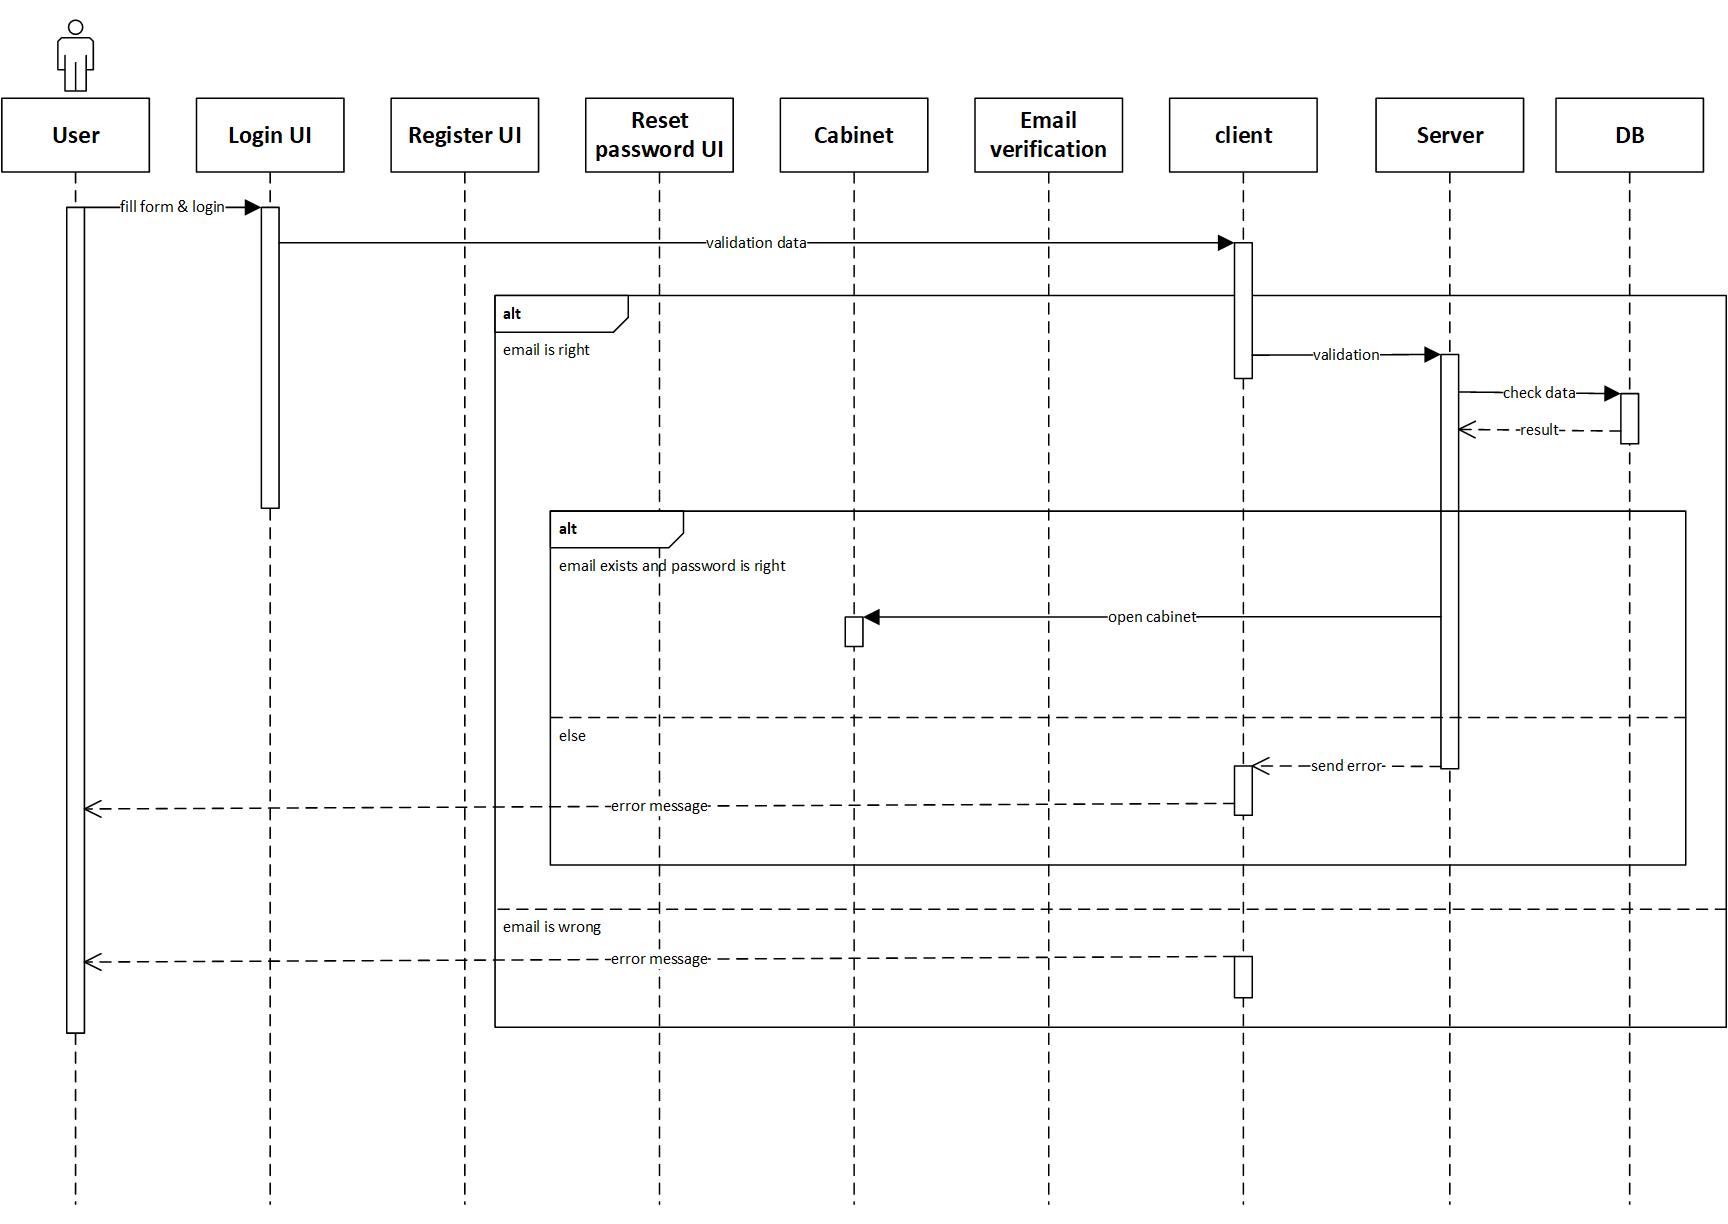 User
Login UI
Register UI
Reset
password UI
Cabinet
Email
verification
client
Server
DB
fill form & login
validation data
alt
email is right
validation
check data
result
alt
email exists and password is right
open cabinet
else
send error
error message
email is wrong
error message